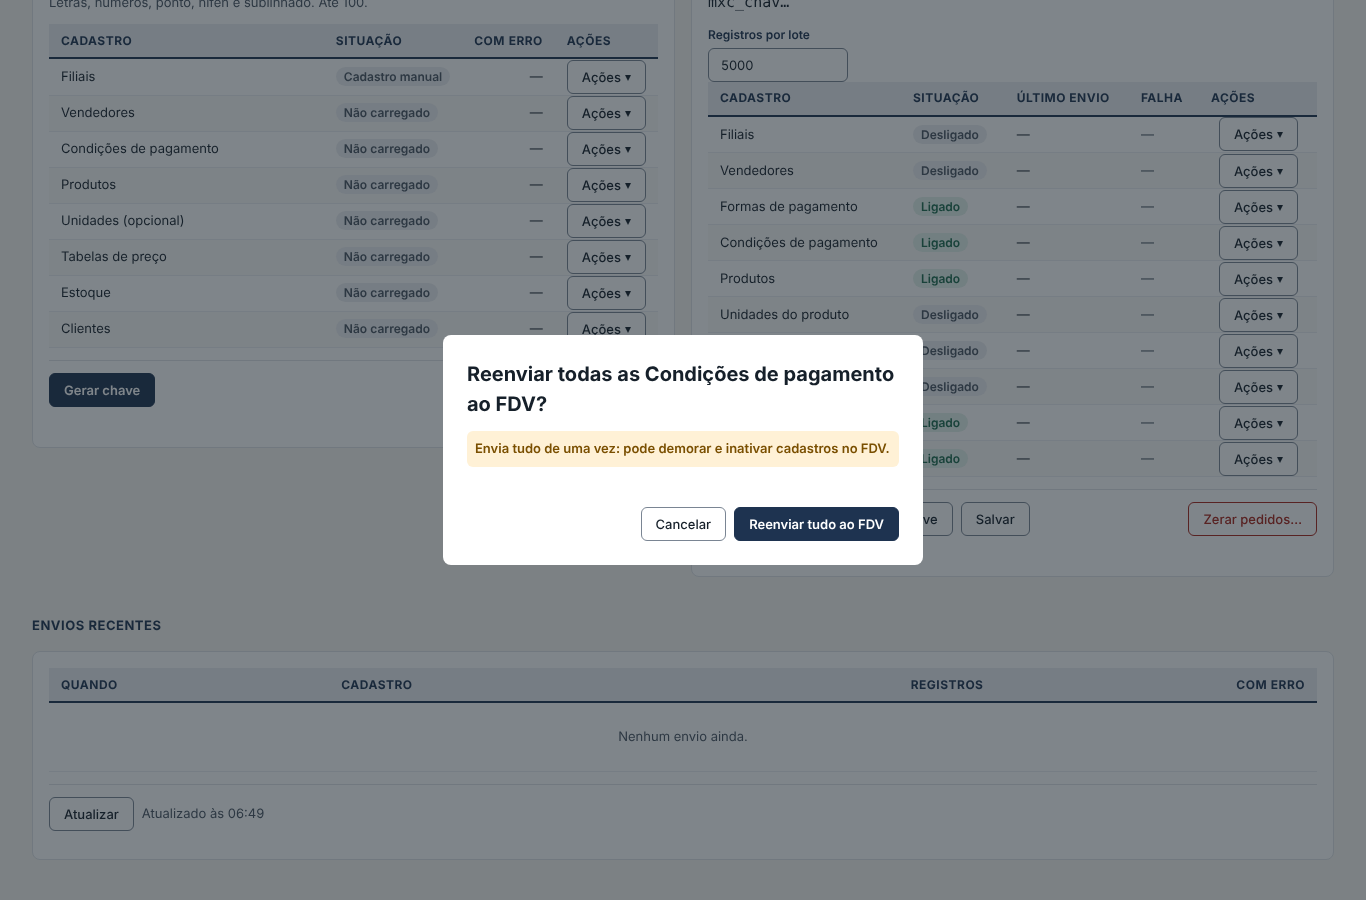 Letras, números, ponto, hífen e sublinhado. Até 100.
CADASTRO SITUAÇÃO COM ERRO AÇÕES
Filiais Cadastro manual — Ações ▾
Vendedores Não carregado — Ações ▾
Condições de pagamento Não carregado — Ações ▾
Produtos Não carregado — Ações ▾
Unidades (opcional) Não carregado — Ações ▾
Tabelas de preço Não carregado — Ações ▾
Estoque Não carregado — Ações ▾
Clientes Não carregado — Ações ▾
Gerar chave
mxc_chav…
Registros por lote
5000
CADASTRO SITUAÇÃO ÚLTIMO ENVIO FALHA AÇÕES
Filiais Desligado — — Ações ▾
Vendedores Desligado — — Ações ▾
Formas de pagamento Ligado — — Ações ▾
Condições de pagamento Ligado — — Ações ▾
Produtos Ligado — — Ações ▾
Unidades do produto Desligado — — Ações ▾
Desligado — — Ações ▾
Desligado — — Ações ▾
Ligado — — Ações ▾
Ligado — — Ações ▾
ve Salvar Zerar pedidos...
Reenviar todas as Condições de pagamento
ao FDV?
Envia tudo de uma vez: pode demorar e inativar cadastros no FDV.
Cancelar Reenviar tudo ao FDV
ENVIOS RECENTES
QUANDO CADASTRO REGISTROS COM ERRO
Nenhum envio ainda.
Atualizar Atualizado às 06:49